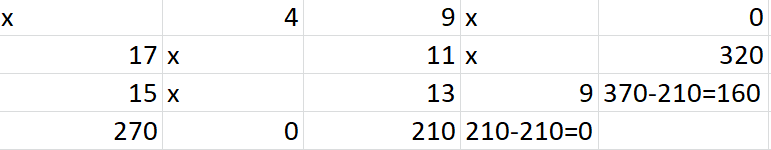 x 4 9 x 0
17 x 11 x 320
15 x 13 9 370-210=160
270 0 210 210-210=0